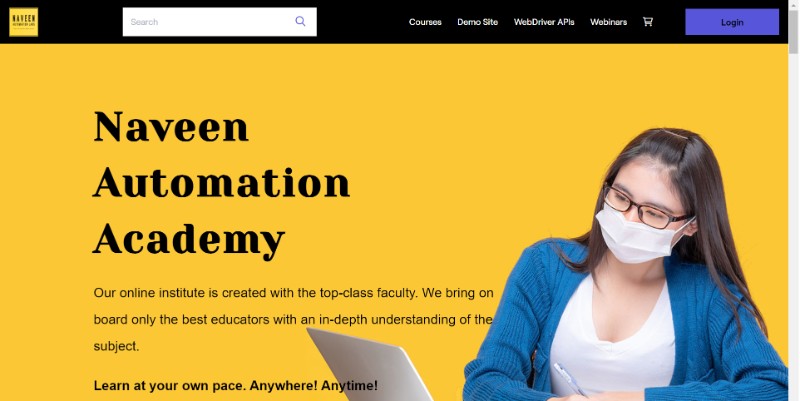 NAVEEN
AUTOMATION LABS
Search
Courses Demo Site WebDriver APIs Webinars Login
Naveen
Automation
Academy
Our online institute is created with the top-class faculty. We bring on
board only the best educators with an in-depth understanding of the
subject.
Learn at your own pace. Anywhere! Anytime!